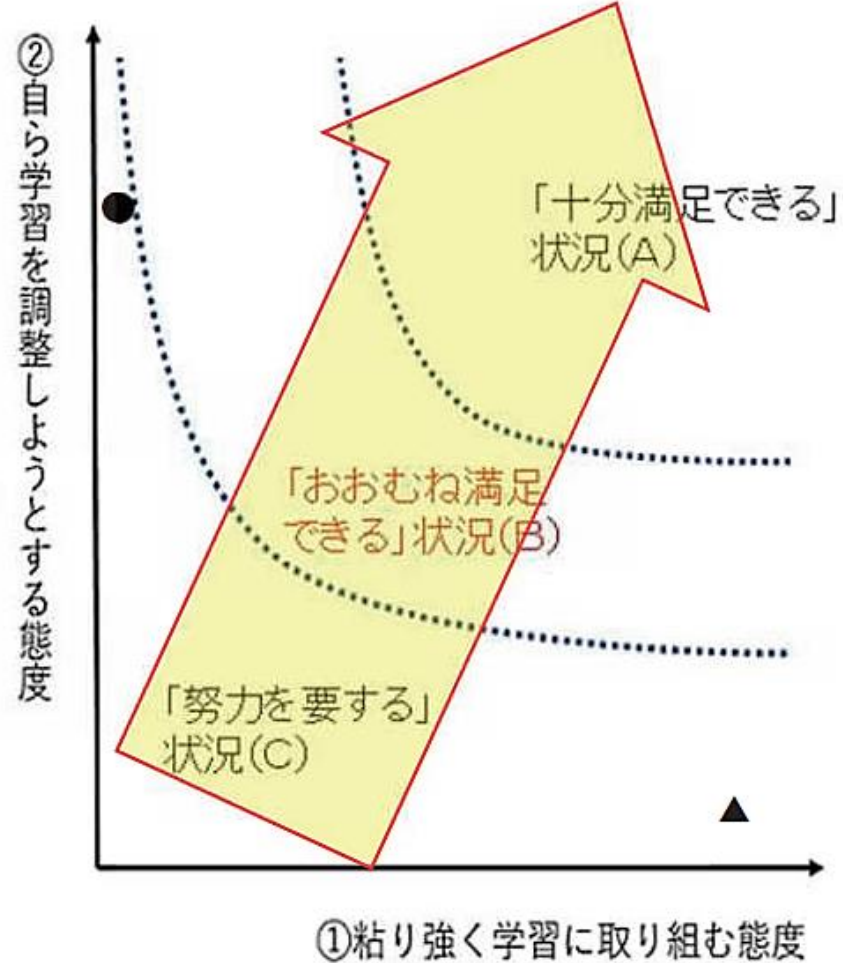 ②自ら学習を調整しようとする態度
「十分満足できる」
状況(A)
「おおむね満足
できる」状況(B)
「努力を要する」
状況(C)
①粘り強く学習に取り組む態度